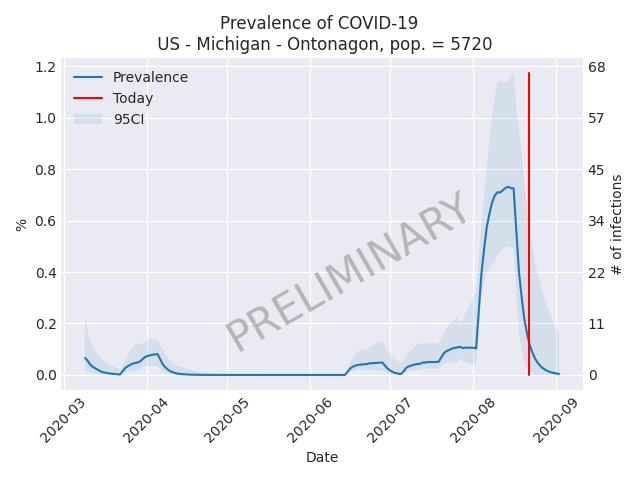 Prevalence of COVID-19
US - Michigan - Ontonagon, pop. = 5720
Prevalence
Today
95CI
PRELIMINARY
1.2
1.0
0.8
0.6
0.4
0.2
0.0
%
68
57
45
34
22
11
0
# of infections
2020-03
2020-04
2020-05
2020-06
2020-07
2020-08
2020-09
Date